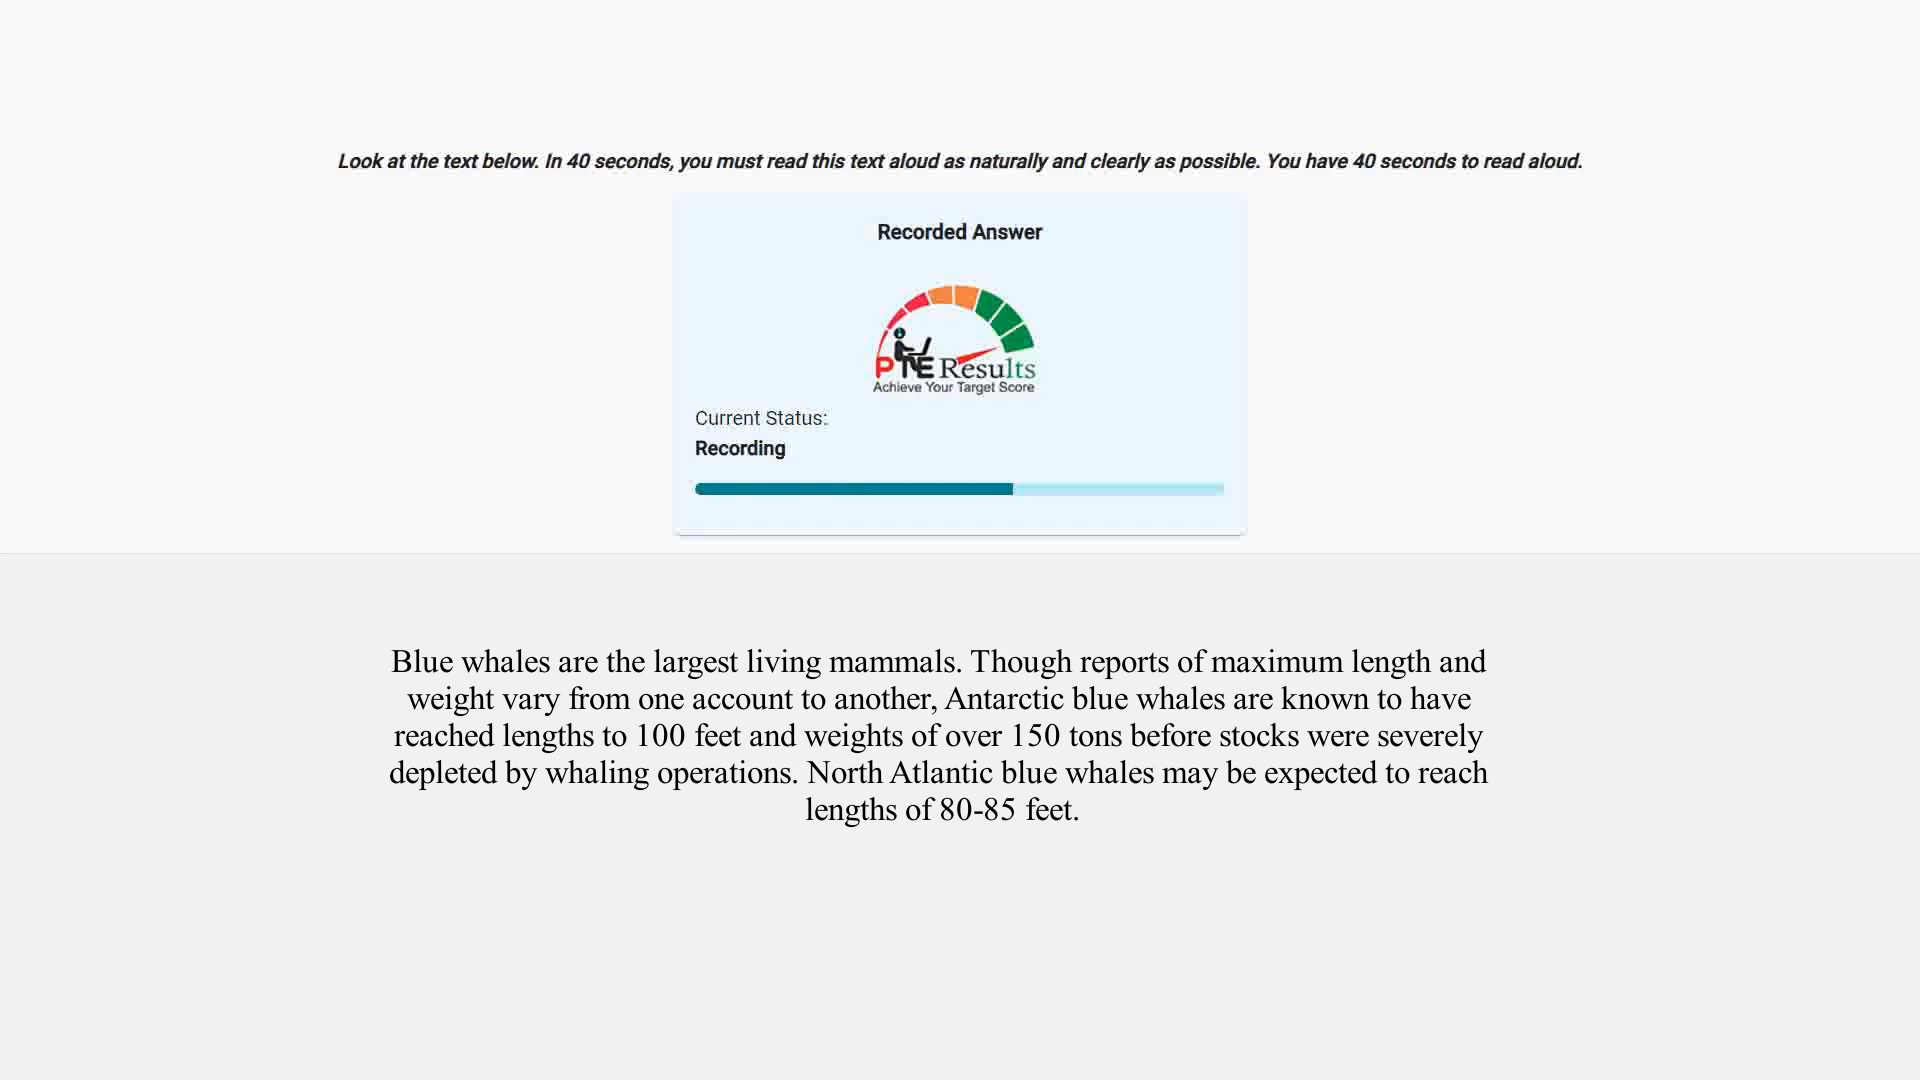 Look at the text below. In 40 seconds, you must read this text aloud as naturally and clearly as possible. You have 40 seconds to read aloud.
Recorded Answer
PTE Results
Achieve Your Target Score
Current Status:
Recording
Blue whales are the largest living mammals. Though reports of maximum length and
weight vary from one account to another, Antarctic blue whales are known to have
reached lengths to 100 feet and weights of over 150 tons before stocks were severely
depleted by whaling operations. North Atlantic blue whales may be expected to reach
lengths of 80-85 feet.